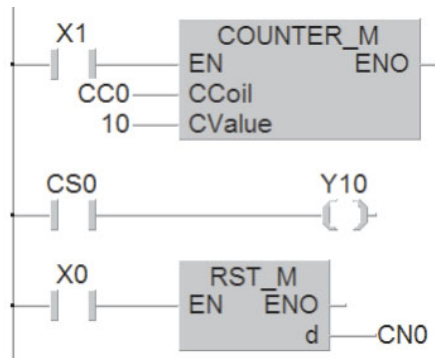 X1
COUNTER_M
EN ENO
CC0 CCoil
10 CValue
CS0 Y10
X0
RST_M
EN ENO
d CN0